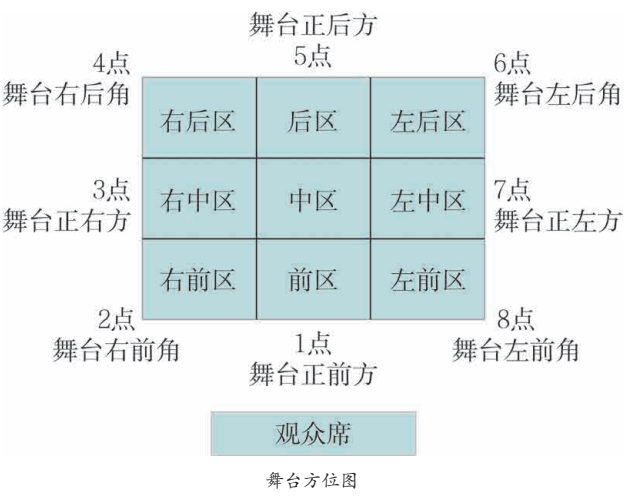 舞台正后方
5点
4点
舞台右后角
6点
舞台左后角
右后区
后区
左后区
3点
舞台正右方
右中区
中区
左中区
7点
舞台正左方
右前区
前区
左前区
2点
舞台右前角
1点
舞台正前方
8点
舞台左前角
观众席
舞台方位图